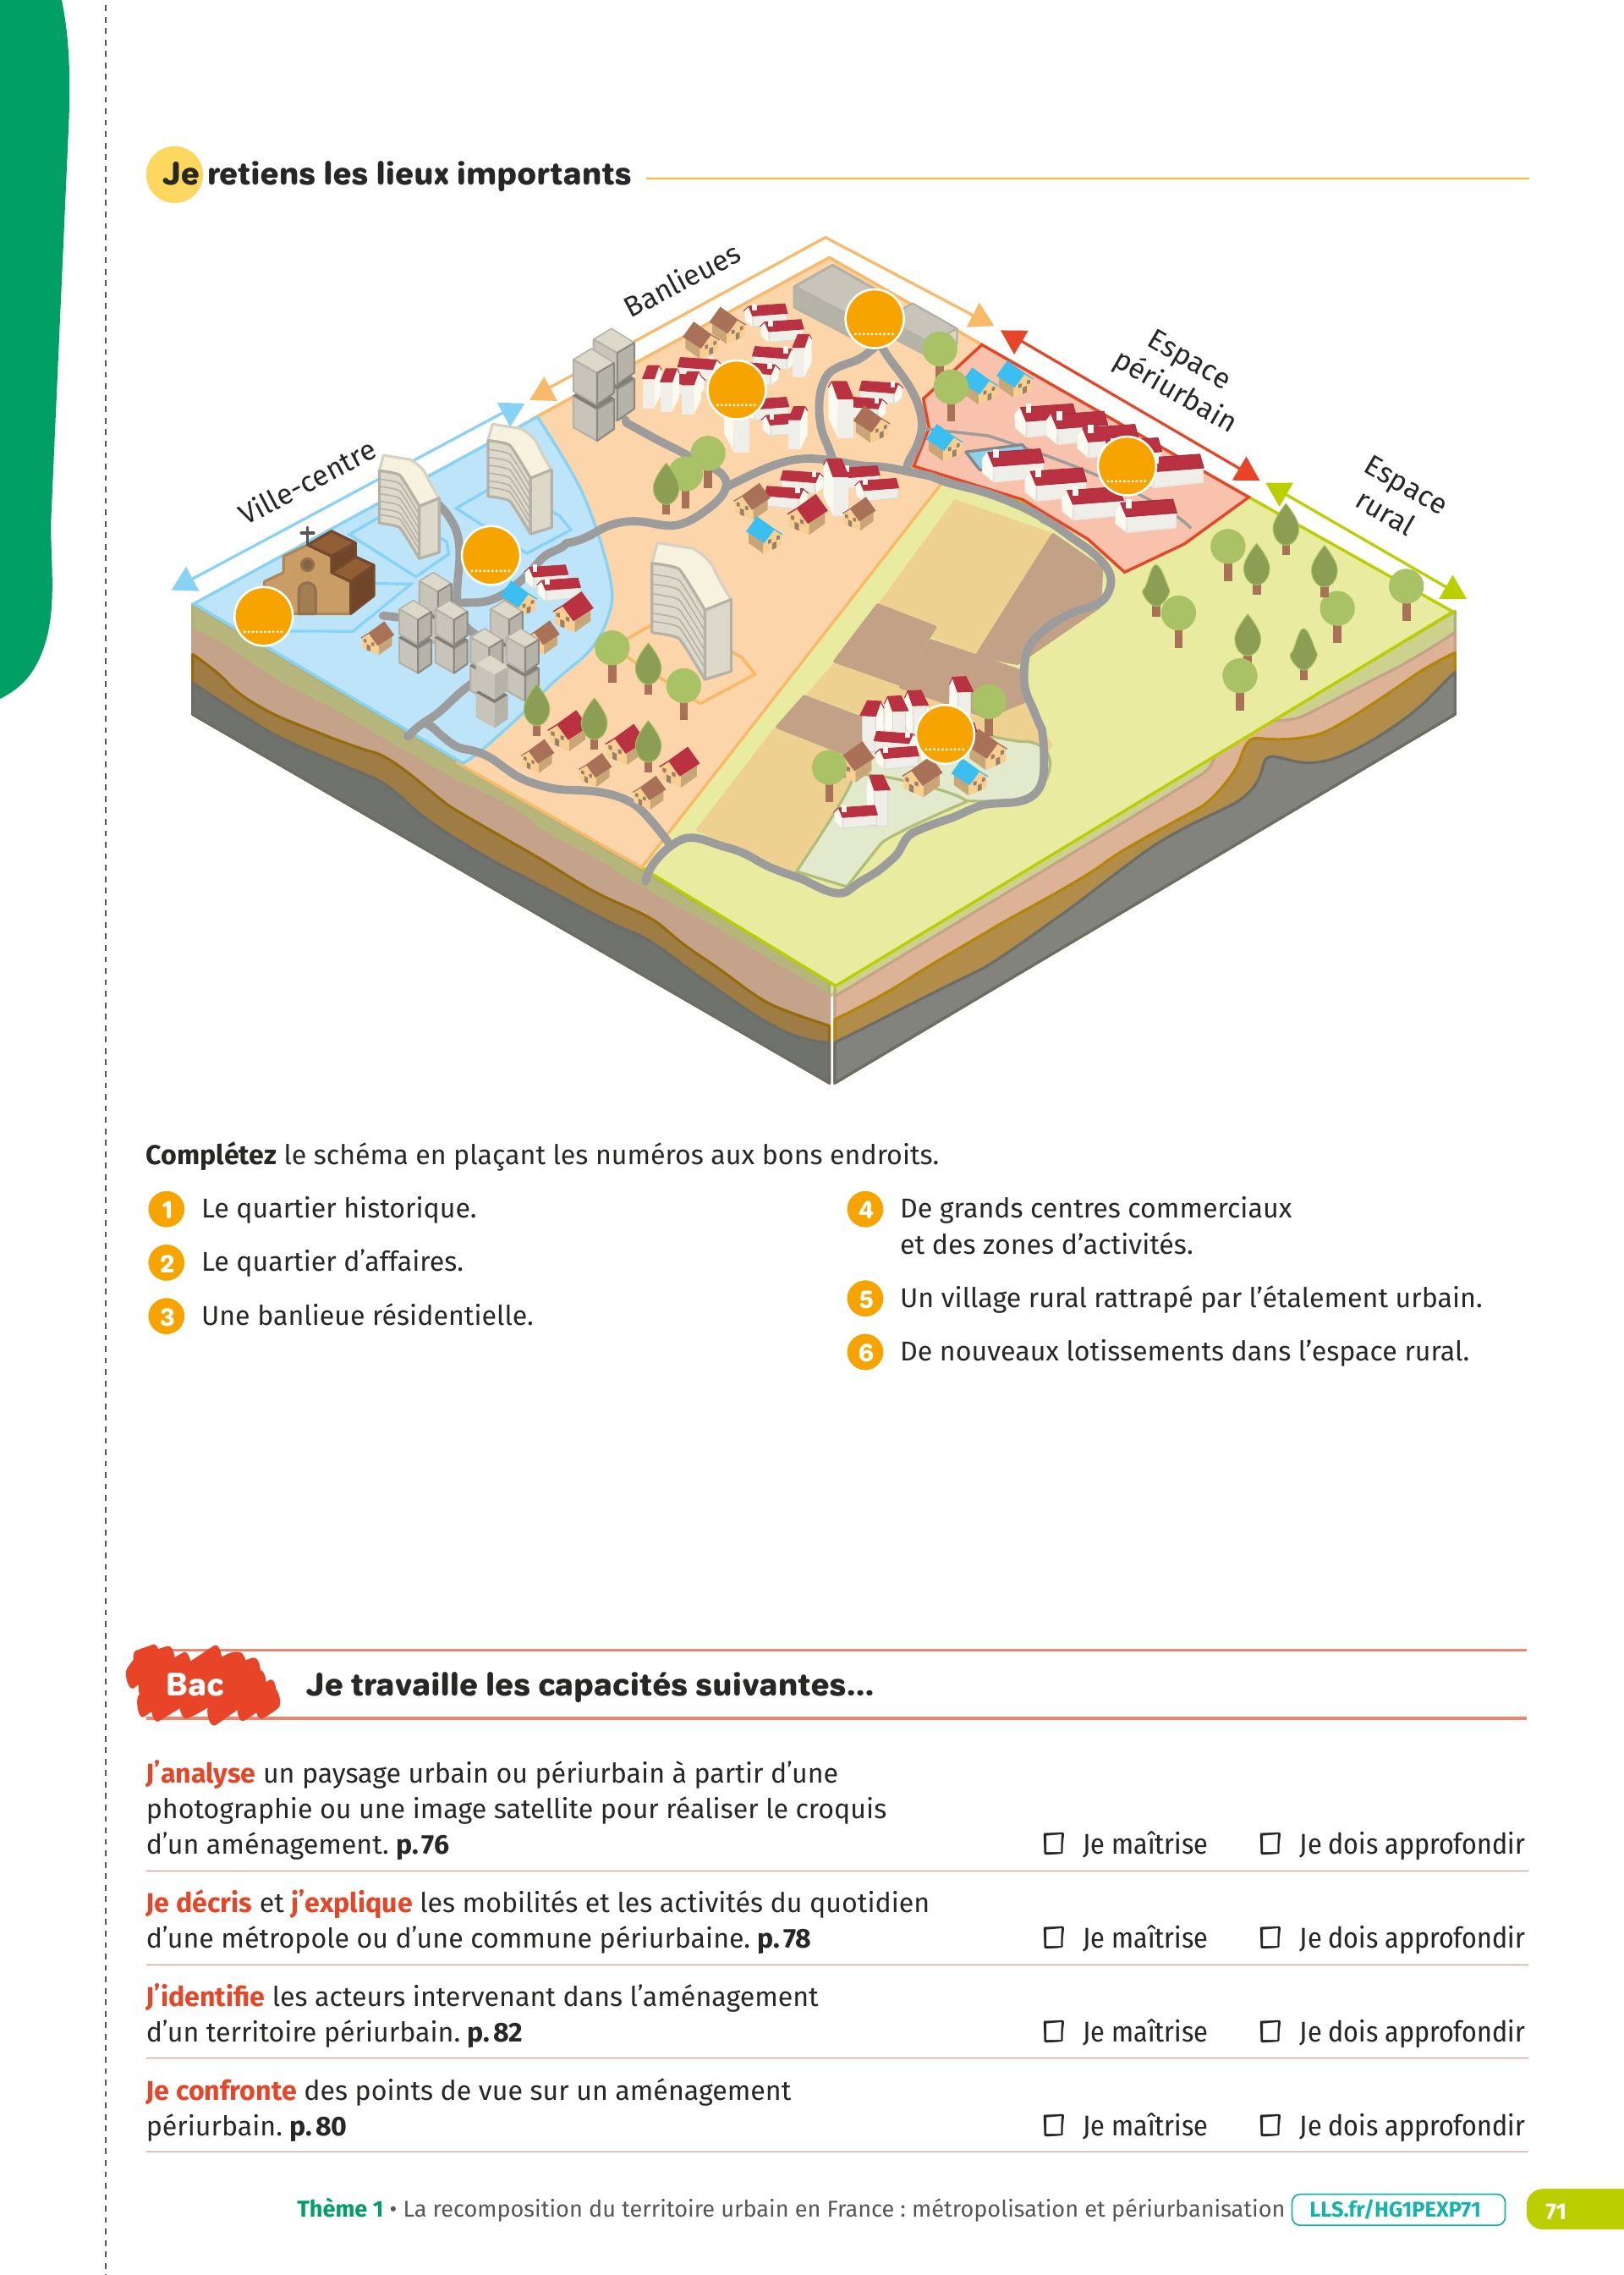 Je retiens les lieux importants
Banlieues
Espace
périurbain
Ville-centre
Espace
rural
Complétez le schéma en plaçant les numéros aux bons endroits.
1 Le quartier historique.
2 Le quartier d'affaires.
3 Une banlieue résidentielle.
4 De grands centres commerciaux
et des zones d'activités.
5 Un village rural rattrapé par l'étalement urbain.
6 De nouveaux lotissements dans l'espace rural.
Bac Je travaille les capacités suivantes...
J'analyse un paysage urbain ou périurbain à partir d'une
photographie ou une image satellite pour réaliser le croquis
d'un aménagement. p.76 Je maîtrise Je dois approfondir
Je décris et j'explique les mobilités et les activités du quotidien
d'une métropole ou d'une commune périurbaine. p.78 Je maîtrise Je dois approfondir
J'identifie les acteurs intervenant dans l'aménagement
d'un territoire périurbain. p.82 Je maîtrise Je dois approfondir
Je confronte des points de vue sur un aménagement
périurbain. p.80 Je maîtrise Je dois approfondir
Thème 1 • La recomposition du territoire urbain en France : métropolisation et périurbanisation LLS.fr/HG1PEXP71 71